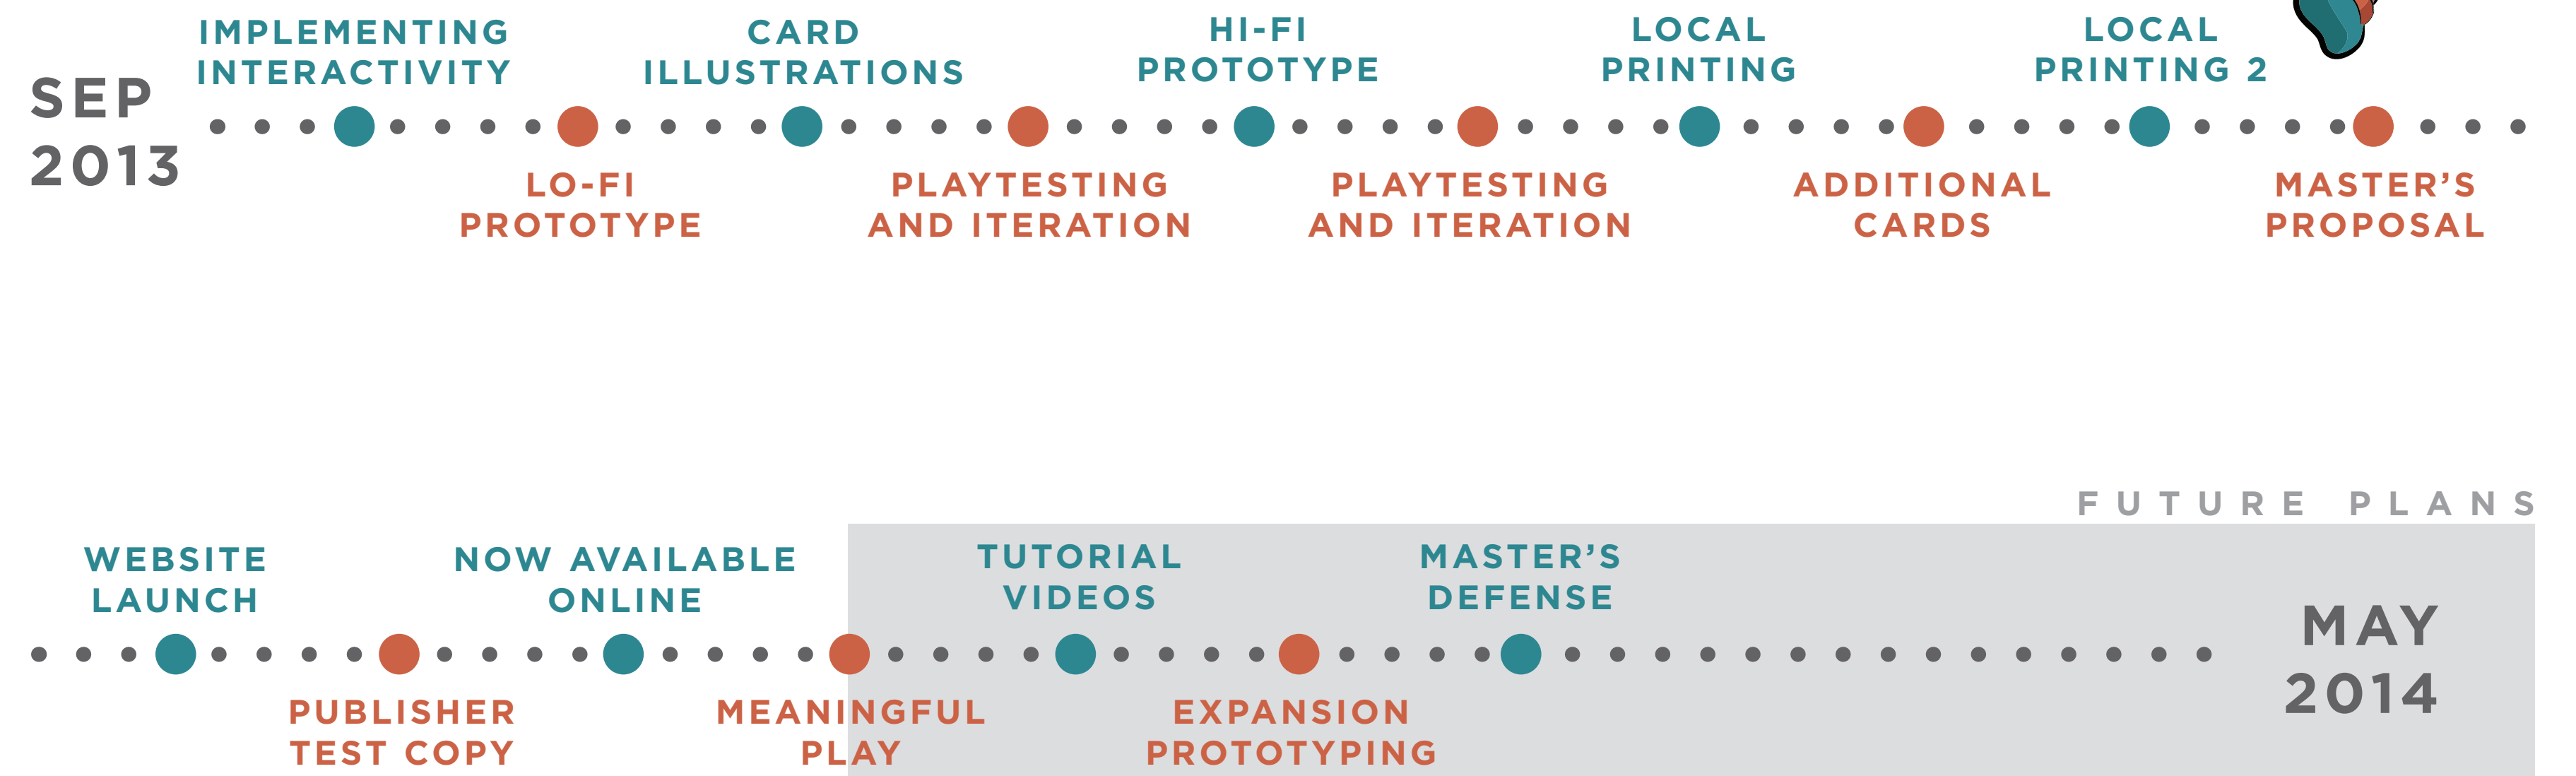 SEP
2013
IMPLEMENTING
INTERACTIVITY
LO-FI
PROTOTYPE
CARD
ILLUSTRATIONS
PLAYTESTING
AND ITERATION
HI-FI
PROTOTYPE
PLAYTESTING
AND ITERATION
LOCAL
PRINTING
ADDITIONAL
CARDS
LOCAL
PRINTING 2
MASTER'S
PROPOSAL
FUTURE PLANS
WEBSITE
LAUNCH
PUBLISHER
TEST COPY
NOW AVAILABLE
ONLINE
MEANINGFUL
PLAY
TUTORIAL
VIDEOS
EXPANSION
PROTOTYPING
MASTER'S
DEFENSE
MAY
2014